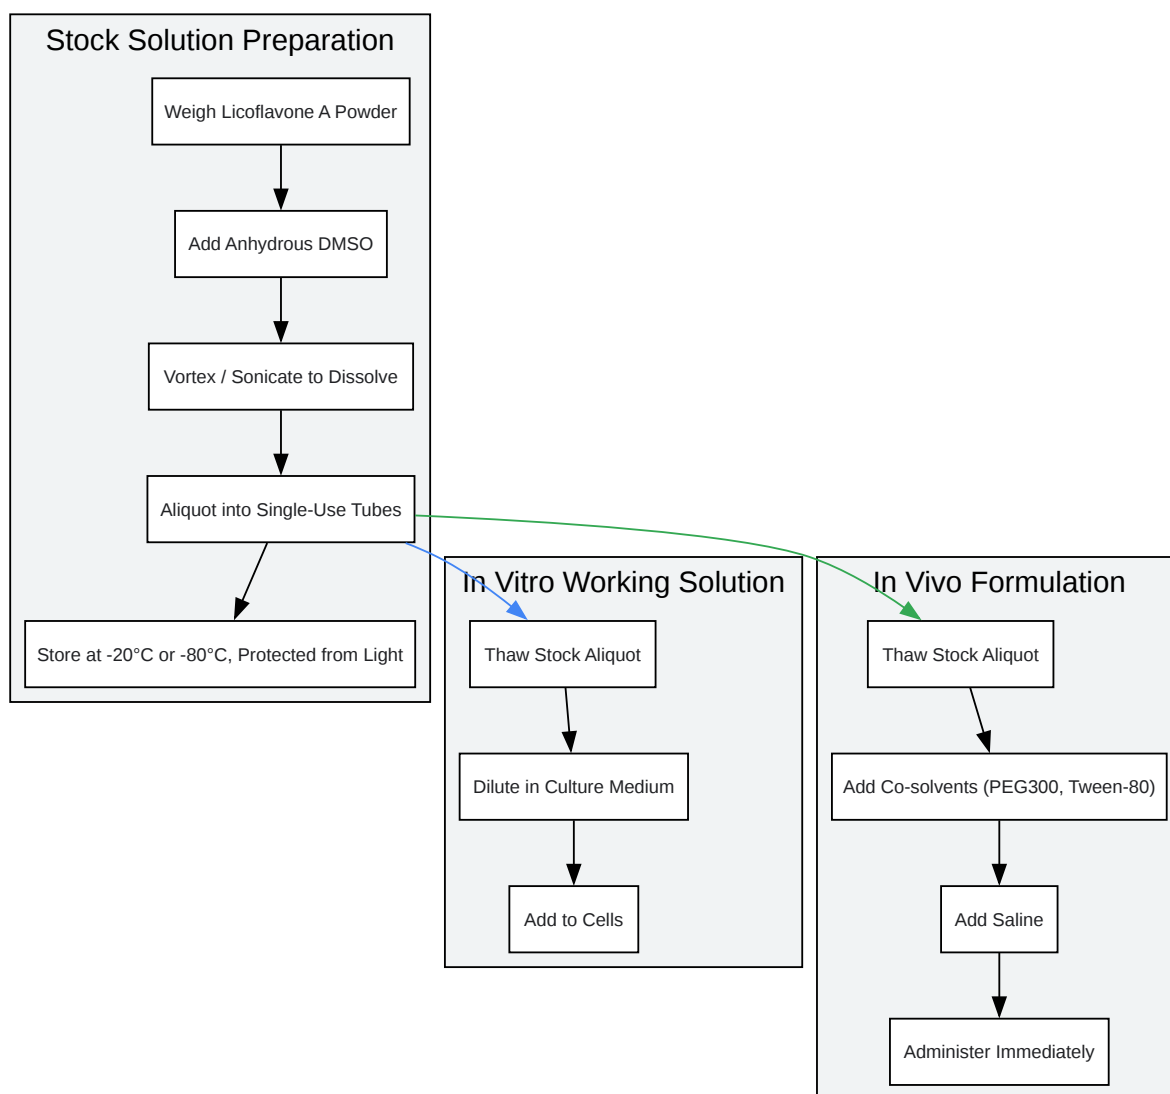 Stock Solution Preparation
Weigh Licoflavone A Powder
Add Anhydrous DMSO
Vortex / Sonicate to Dissolve
Aliquot into Single-Use Tubes
Store at -20°C or -80°C, Protected from Light
In Vitro Working Solution
Thaw Stock Aliquot
Dilute in Culture Medium
Add to Cells
In Vivo Formulation
Thaw Stock Aliquot
Add Co-solvents (PEG300, Tween-80)
Add Saline
Administer Immediately